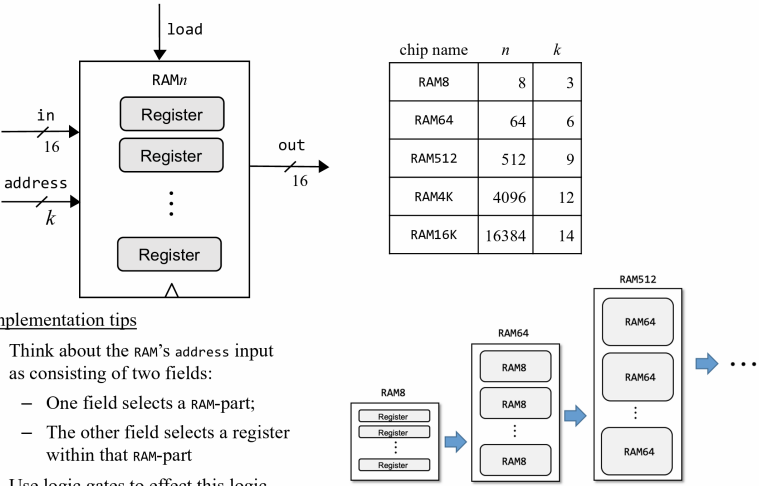 load
RAMn
Register
Register
Register
in
16
address
k
out
16
chip name n k
RAM8 8 3
RAM64 64 6
RAM512 512 9
RAM4K 4096 12
RAM16K 16384 14
mplementation tips
Think about the RAM's address input
as consisting of two fields:
– One field selects a RAM-part;
– The other field selects a register
within that RAM-part
Use logic gates to effect this logic
RAM8
Register
Register
Register
RAM64
RAM8
RAM8
RAM8
RAM512
RAM64
RAM64
RAM64